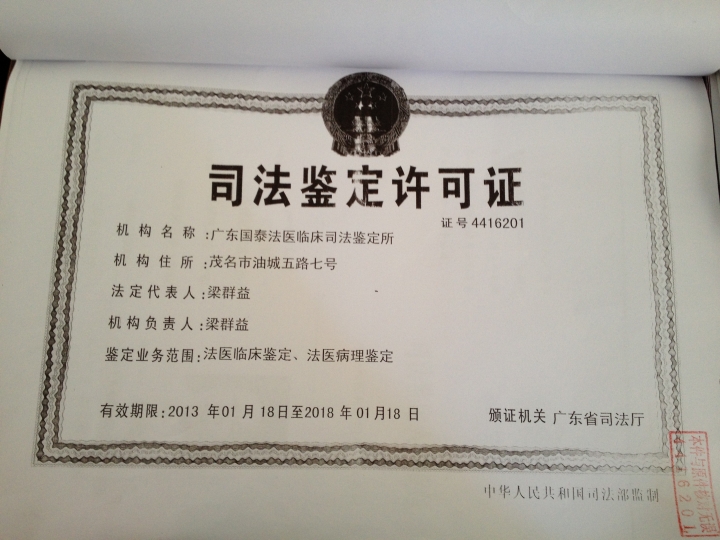 司法鉴定许可证
证号 4416201
机构名称：广东国泰法医临床司法鉴定所
机构住所：茂名市油城五路七号
法定代表人：梁群益
机构负责人：梁群益
鉴定业务范围：法医临床鉴定、法医病理鉴定
有效期限：2013 年01 月 18日至2018 年 01月18 日
颁证机关 广东省司法厅
中华人民共和国司法部监制